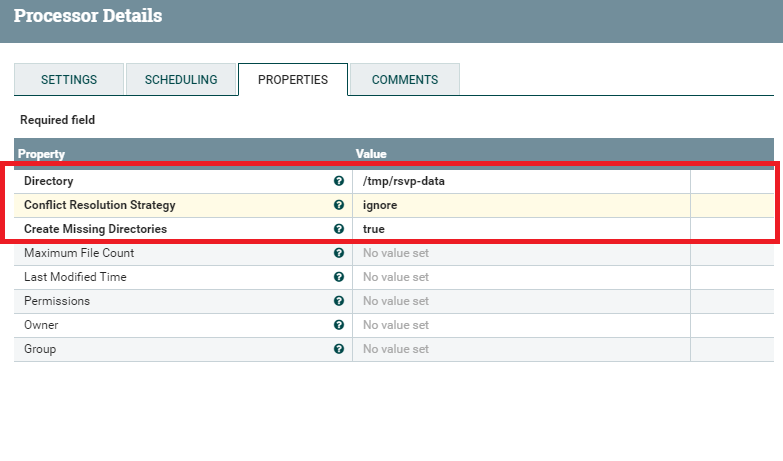 Processor Details
SETTINGS SCHEDULING PROPERTIES COMMENTS
Required field
Property Value
Directory /tmp/rsvp-data
Conflict Resolution Strategy ignore
Create Missing Directories true
Maximum File Count No value set
Last Modified Time No value set
Permissions No value set
Owner No value set
Group No value set